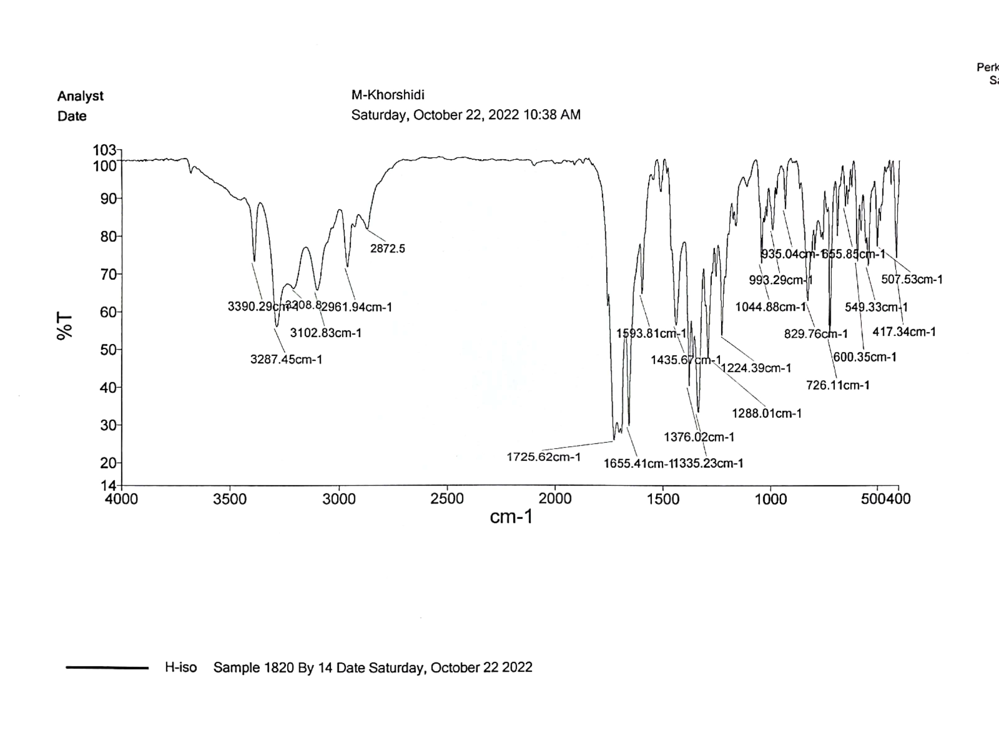 Perk
Sa
Analyst M-Khorshidi
Date Saturday, October 22, 2022 10:38 AM
103
100
90
80
70
60
50
40
30
20
14
%T
4000 3500 3000 2500 2000 1500 1000 500 400
cm-1
2872.5
3390.29cm-1
3208.8
2961.94cm-1
3102.83cm-1
3287.45cm-1
935.04cm-1
655.85cm-1
993.29cm-1
507.53cm-1
1044.88cm-1
549.33cm-1
1593.81cm-1
829.76cm-1
417.34cm-1
1435.67cm-1
1224.39cm-1
600.35cm-1
726.11cm-1
1288.01cm-1
1376.02cm-1
1725.62cm-1
1655.41cm-1
1335.23cm-1
H-iso Sample 1820 By 14 Date Saturday, October 22 2022